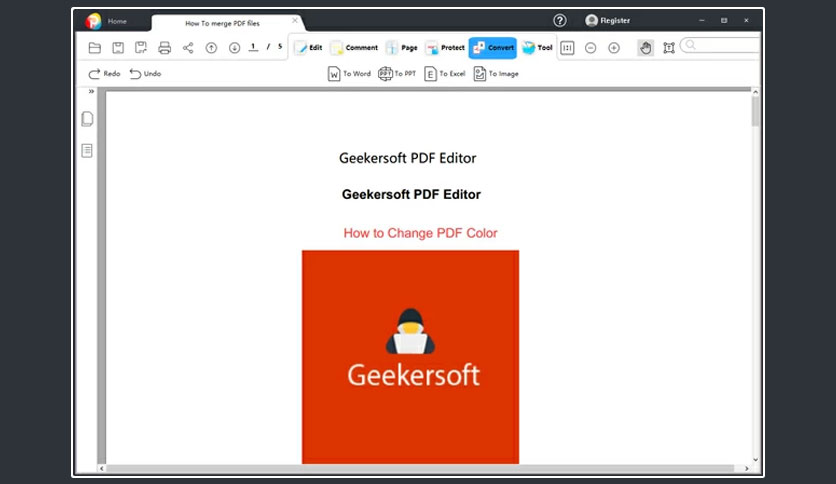 Home
How To merge PDF files
Register
1 / 5
Edit
Comment
Page
Protect
Convert
Tool
Redo
Undo
W To Word
PPT To PPT
E To Excel
To Image
Geekersoft PDF Editor
Geekersoft PDF Editor
How to Change PDF Color
Geekersoft